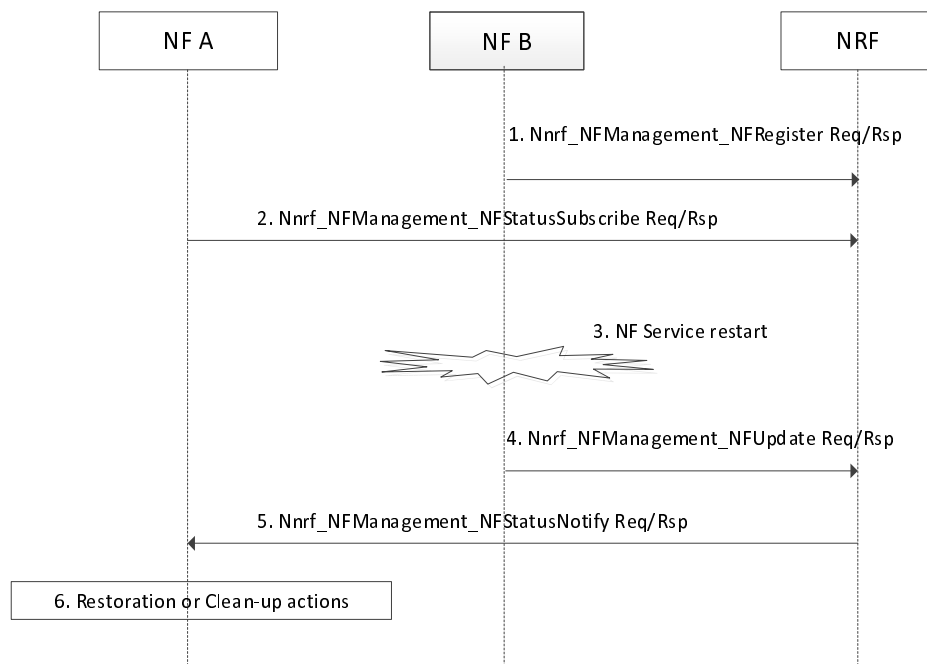 NF A
NF B
NRF
1. Nnrf_NFManagement_NFRegister Req/Rsp
2. Nnrf_NFManagement_NFStatusSubscribe Req/Rsp
3. NF Service restart
4. Nnrf_NFManagement_NFUpdate Req/Rsp
5. Nnrf_NFManagement_NFStatusNotify Req/Rsp
6. Restoration or Clean-up actions